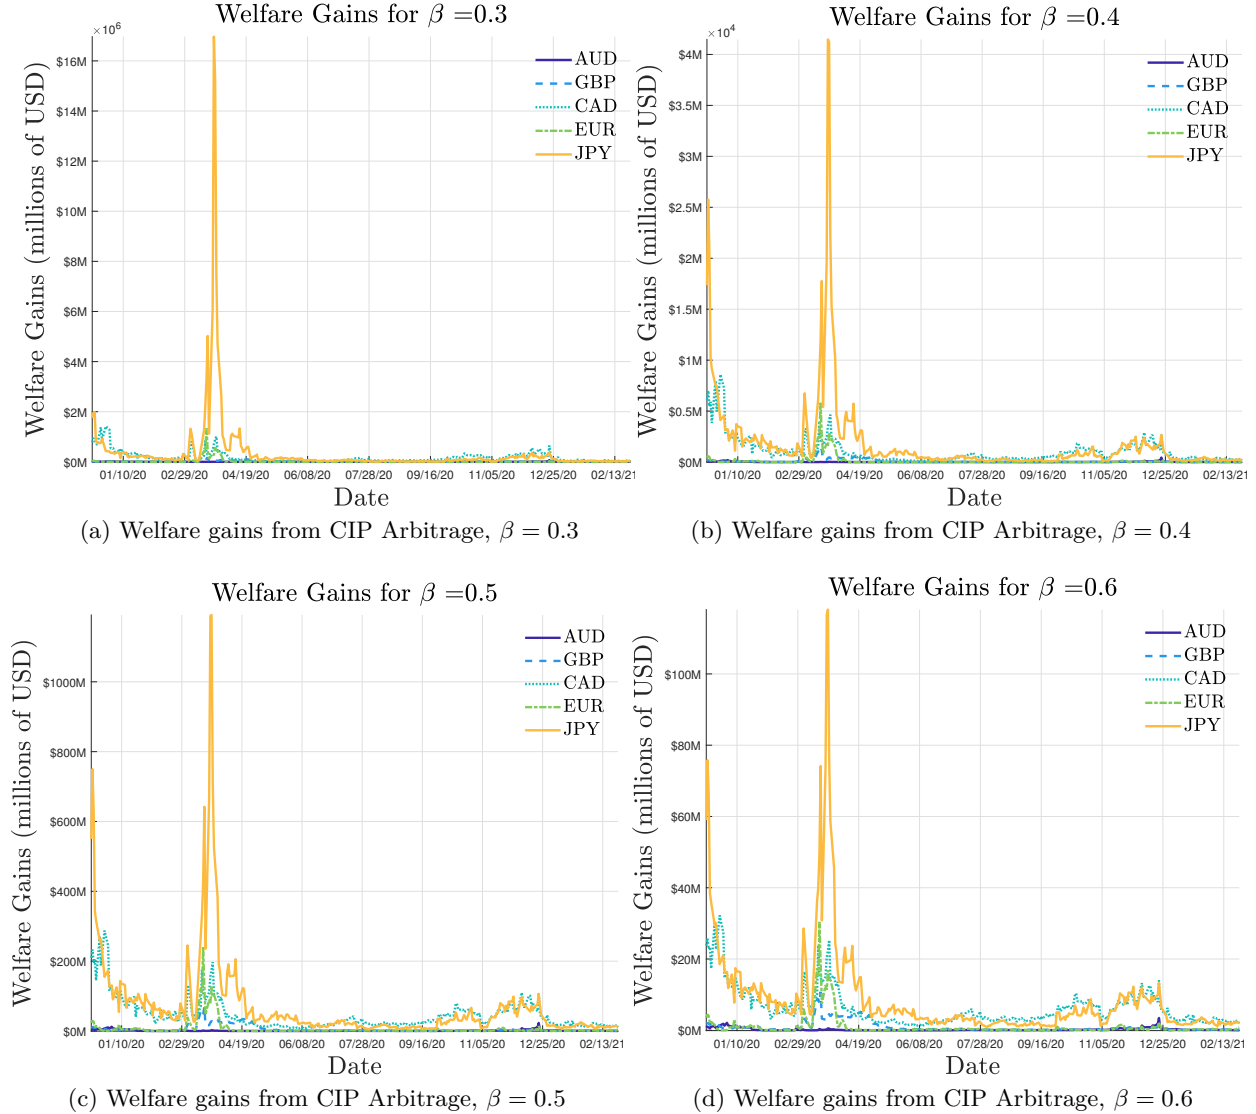 Welfare Gains for β =0.3
×10⁶
$16M
$14M
$12M
$10M
$8M
$6M
$4M
$2M
$0M
Welfare Gains (millions of USD)
AUD
GBP
CAD
EUR
JPY
01/10/20 02/29/20 04/19/20 06/08/20 07/28/20 09/16/20 11/05/20 12/25/20 02/13/21
Date
(a) Welfare gains from CIP Arbitrage, β = 0.3
Welfare Gains for β =0.4
×10⁴
$4M
$3.5M
$3M
$2.5M
$2M
$1.5M
$1M
$0.5M
$0M
Welfare Gains (millions of USD)
AUD
GBP
CAD
EUR
JPY
01/10/20 02/29/20 04/19/20 06/08/20 07/28/20 09/16/20 11/05/20 12/25/20 02/13/21
Date
(b) Welfare gains from CIP Arbitrage, β = 0.4
Welfare Gains for β =0.5
$1000M
$800M
$600M
$400M
$200M
$0M
Welfare Gains (millions of USD)
AUD
GBP
CAD
EUR
JPY
01/10/20 02/29/20 04/19/20 06/08/20 07/28/20 09/16/20 11/05/20 12/25/20 02/13/21
Date
(c) Welfare gains from CIP Arbitrage, β = 0.5
Welfare Gains for β =0.6
$100M
$80M
$60M
$40M
$20M
$0M
Welfare Gains (millions of USD)
AUD
GBP
CAD
EUR
JPY
01/10/20 02/29/20 04/19/20 06/08/20 07/28/20 09/16/20 11/05/20 12/25/20 02/13/21
Date
(d) Welfare gains from CIP Arbitrage, β = 0.6